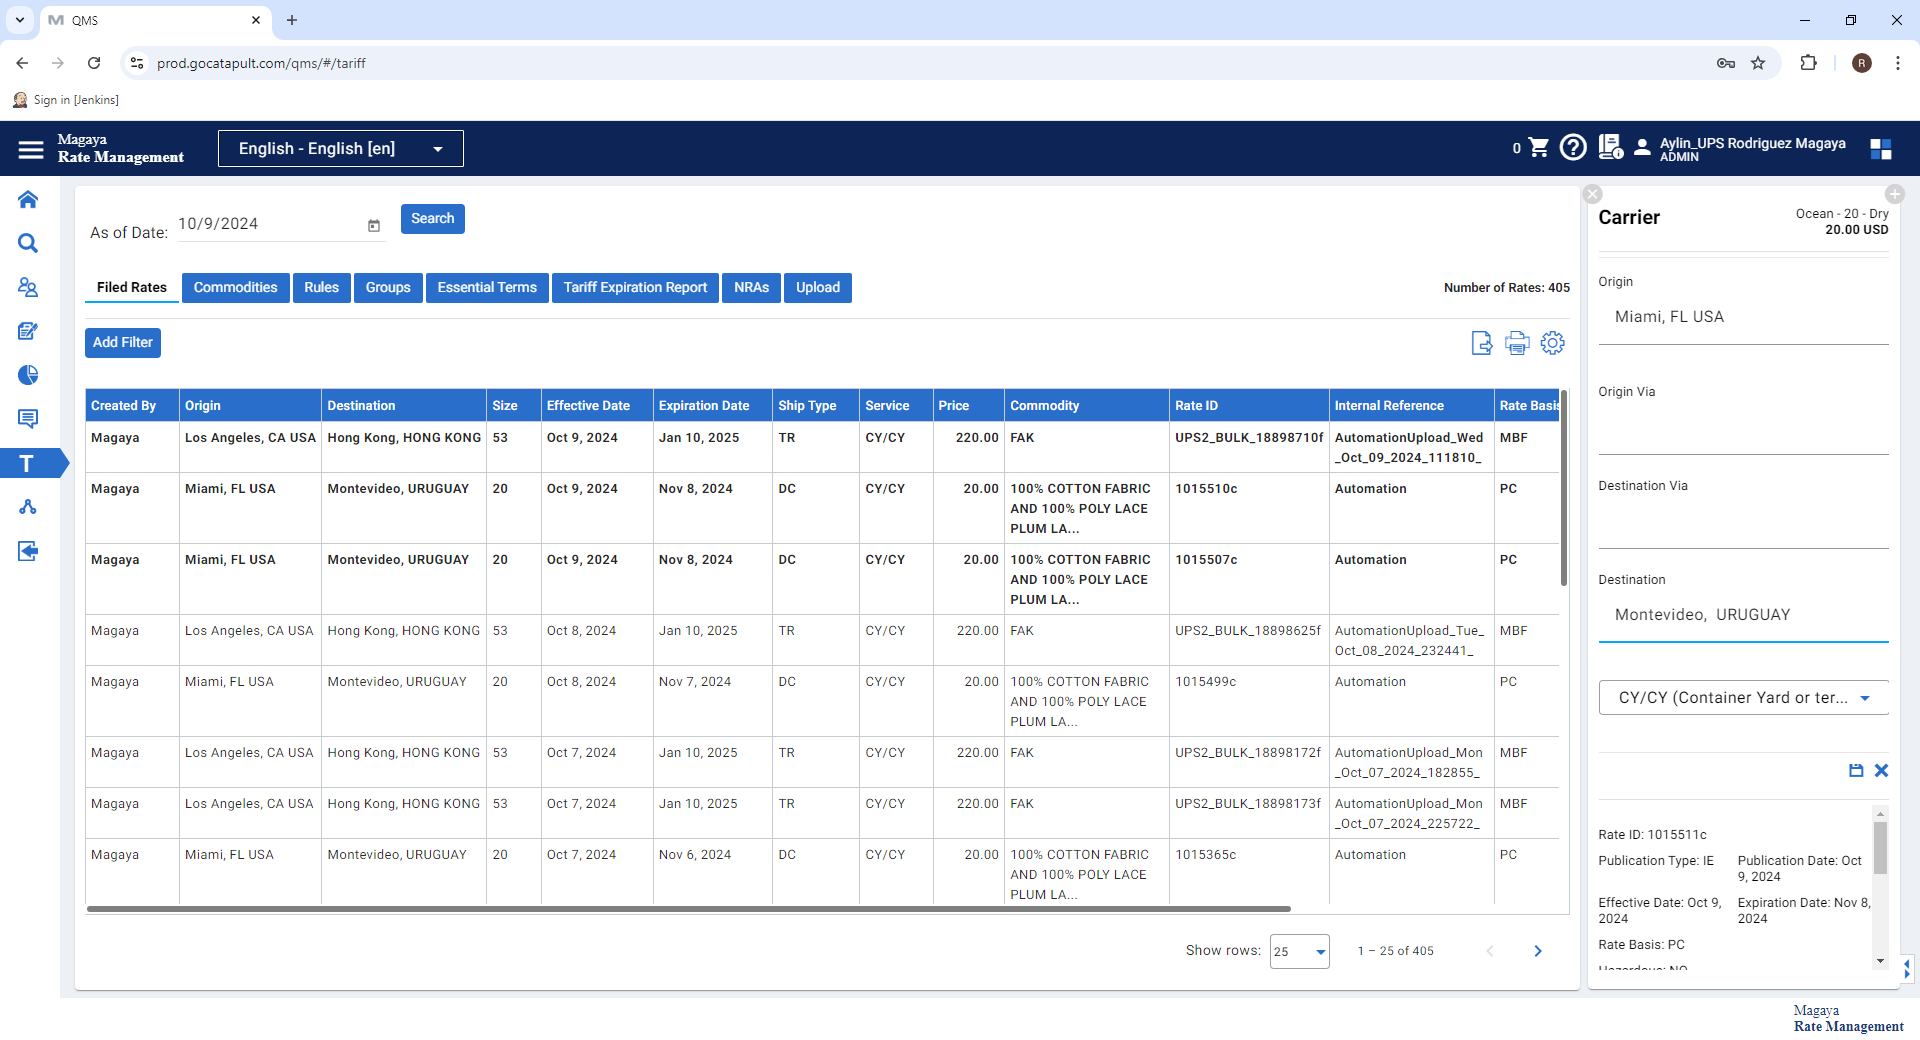 QMS
prod.gocatapult.com/qms/#/tariff
R
Sign in [Jenkins]
Magaya
Rate Management
English - English [en]
0
Aylin_UPS Rodriguez Magaya
ADMIN
As of Date: 10/9/2024 Search
Filed Rates Commodities Rules Groups Essential Terms Tariff Expiration Report NRAs Upload
Number of Rates: 405
Add Filter
T
Created By Origin Destination Size Effective Date Expiration Date Ship Type Service Price Commodity Rate ID Internal Reference Rate Basis
Magaya Los Angeles, CA USA Hong Kong, HONG KONG 53 Oct 9, 2024 Jan 10, 2025 TR CY/CY 220.00 FAK UPS2_BULK_18898710f AutomationUpload_Wed MBF
_Oct_09_2024_111810_
Magaya Miami, FL USA Montevideo, URUGUAY 20 Oct 9, 2024 Nov 8, 2024 DC CY/CY 20.00 100% COTTON FABRIC 1015510c Automation PC
AND 100% POLY LACE
PLUM LA...
Magaya Miami, FL USA Montevideo, URUGUAY 20 Oct 9, 2024 Nov 8, 2024 DC CY/CY 20.00 100% COTTON FABRIC 1015507c Automation PC
AND 100% POLY LACE
PLUM LA...
Magaya Los Angeles, CA USA Hong Kong, HONG KONG 53 Oct 8, 2024 Jan 10, 2025 TR CY/CY 220.00 FAK UPS2_BULK_18898625f AutomationUpload_Tue_ MBF
Oct_08_2024_232441_
Magaya Miami, FL USA Montevideo, URUGUAY 20 Oct 8, 2024 Nov 7, 2024 DC CY/CY 20.00 100% COTTON FABRIC 1015499c Automation PC
AND 100% POLY LACE
PLUM LA...
Magaya Los Angeles, CA USA Hong Kong, HONG KONG 53 Oct 7, 2024 Jan 10, 2025 TR CY/CY 220.00 FAK UPS2_BULK_18898172f AutomationUpload_Mon MBF
_Oct_07_2024_182855_
Magaya Los Angeles, CA USA Hong Kong, HONG KONG 53 Oct 7, 2024 Jan 10, 2025 TR CY/CY 220.00 FAK UPS2_BULK_18898173f AutomationUpload_Mon MBF
_Oct_07_2024_225722_
Magaya Miami, FL USA Montevideo, URUGUAY 20 Oct 7, 2024 Nov 6, 2024 DC CY/CY 20.00 100% COTTON FABRIC 1015365c Automation PC
AND 100% POLY LACE
PLUM LA...
Show rows: 25 1 – 25 of 405
Carrier
Ocean - 20 - Dry
20.00 USD
Origin
Miami, FL USA
Origin Via
Destination Via
Destination
Montevideo, URUGUAY
CY/CY (Container Yard or ter...
Rate ID: 1015511c
Publication Type: IE Publication Date: Oct
9, 2024
Effective Date: Oct 9, Expiration Date: Nov 8,
2024 2024
Rate Basis: PC
Hazardous: NO
Magaya
Rate Management